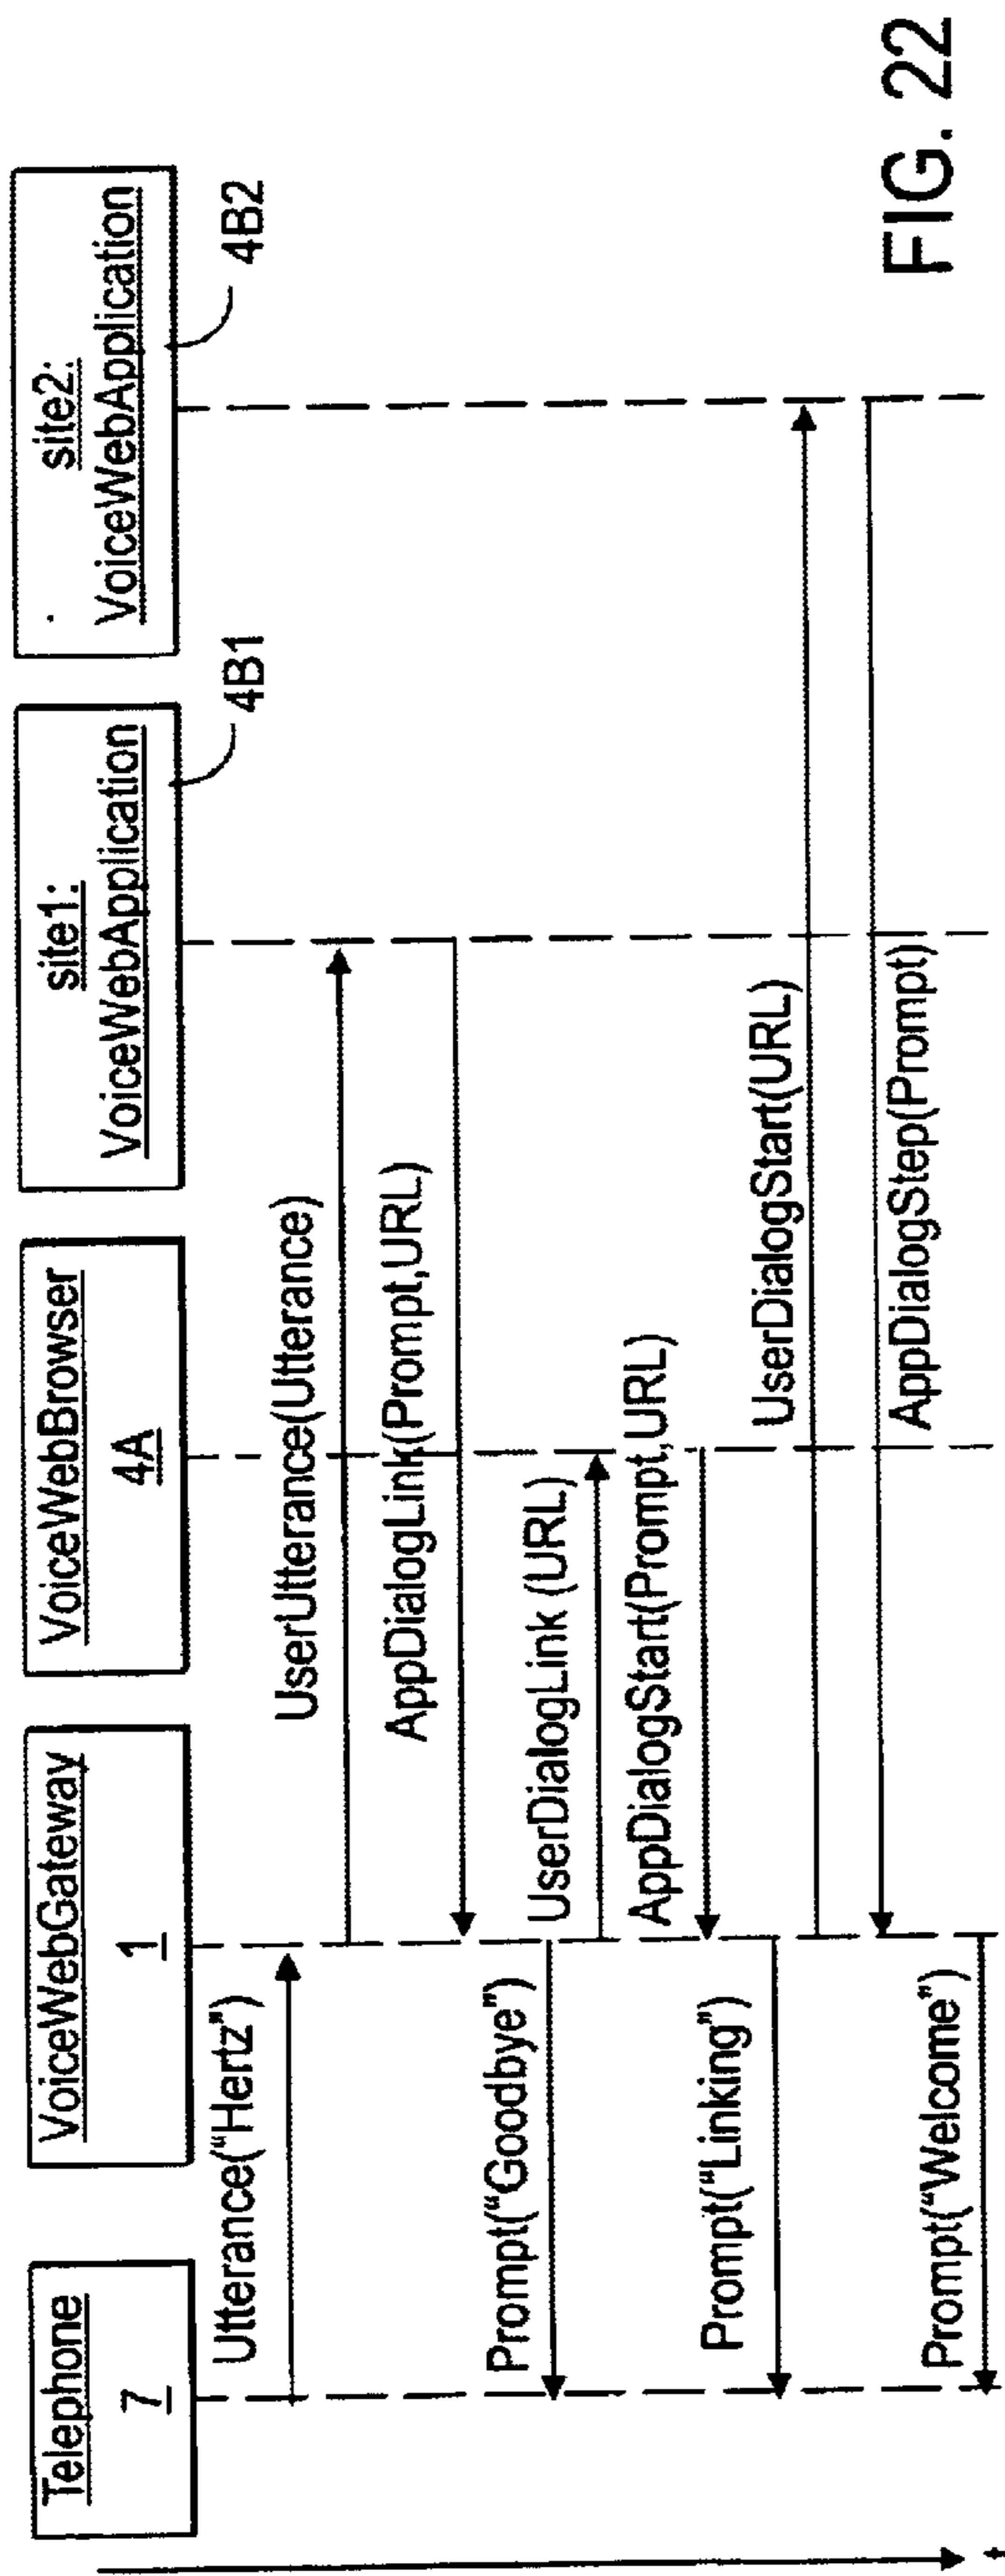 Telephone
7
VoiceWebGateway
1
VoiceWebBrowser
4A
site1:
VoiceWebApplication
4B1
site2:
VoiceWebApplication
4B2
Utterance("Hertz")
UserUtterance(Utterance)
AppDialogLink(Prompt,URL)
Prompt("Goodbye")
UserDialogLink (URL)
AppDialogStart(Prompt,URL)
Prompt("Linking")
UserDialogStart(URL)
AppDialogStep(Prompt)
Prompt("Welcome")
t
FIG. 22